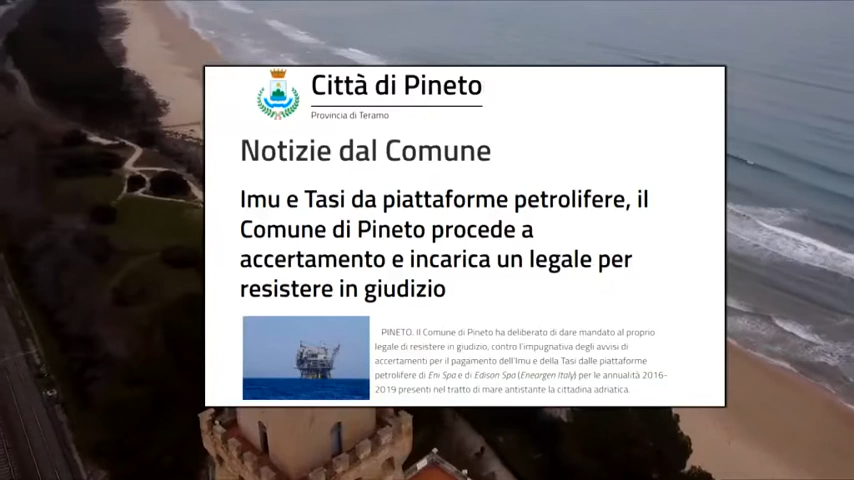 Città di Pineto
Provincia di Teramo
Notizie dal Comune
Imu e Tasi da piattaforme petrolifere, il
Comune di Pineto procede a
accertamento e incarica un legale per
resistere in giudizio
PINETO. Il Comune di Pineto ha deliberato di dare mandato al proprio
legale di resistere in giudizio, contro l'impugnativa degli avvisi di
accertamenti per il pagamento dell'Imu e della Tasi dalle piattaforme
petrolifere di Eni Spa e di Edison Spa (Eneargen Italy) per le annualità 2016-
2019 presenti nel tratto di mare antistante la cittadina adriatica.